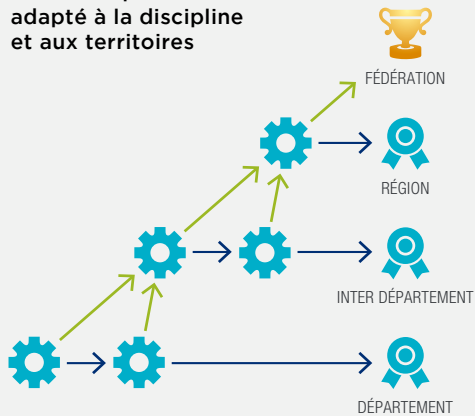 adapté à la discipline
et aux territoires
FÉDÉRATION
RÉGION
INTER DÉPARTEMENT
DÉPARTEMENT